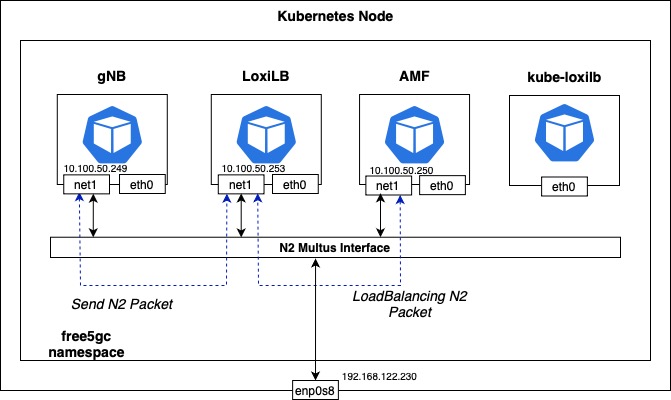 Kubernetes Node
gNB
LoxiLB
AMF
kube-loxilb
10.100.50.249
10.100.50.253
10.100.50.250
net1
eth0
net1
eth0
net1
eth0
eth0
N2 Multus Interface
Send N2 Packet
LoadBalancing N2
Packet
free5gc
namespace
192.168.122.230
enp0s8